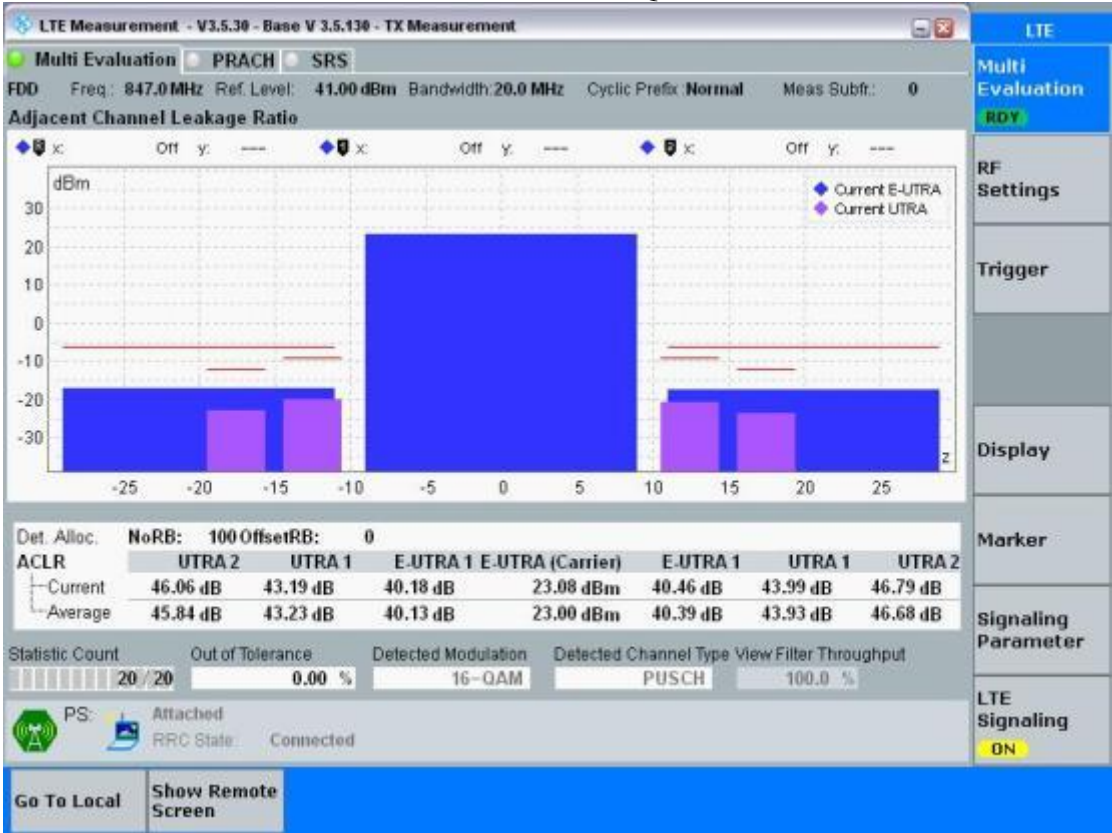 LTE Measurement - V3.5.30 - Base V 3.5.130 - TX Measurement
Multi Evaluation PRACH SRS
FDD Freq.: 847.0 MHz Ref. Level: 41.00 dBm Bandwidth: 20.0 MHz Cyclic Prefix: Normal Meas Subfr.: 0
Adjacent Channel Leakage Ratio
x: Off y: --- x: Off y: --- x: Off y: ---
dBm
Current E-UTRA
Current UTRA
30
20
10
0
-10
-20
-30
z
-25 -20 -15 -10 -5 0 5 10 15 20 25
Det. Alloc. NoRB: 100 OffsetRB: 0
ACLR UTRA 2 UTRA 1 E-UTRA 1 E-UTRA (Carrier) E-UTRA 1 UTRA 1 UTRA 2
Current 46.06 dB 43.19 dB 40.18 dB 23.08 dBm 40.46 dB 43.99 dB 46.79 dB
Average 45.84 dB 43.23 dB 40.13 dB 23.00 dBm 40.39 dB 43.93 dB 46.68 dB
Statistic Count Out of Tolerance Detected Modulation Detected Channel Type View Filter Throughput
20 / 20 0.00 % 16-QAM PUSCH 100.0 %
PS: Attached
RRC State: Connected
LTE
Multi
Evaluation
RDY
RF
Settings
Trigger
Display
Marker
Signaling
Parameter
LTE
Signaling
ON
Go To Local
Show Remote
Screen